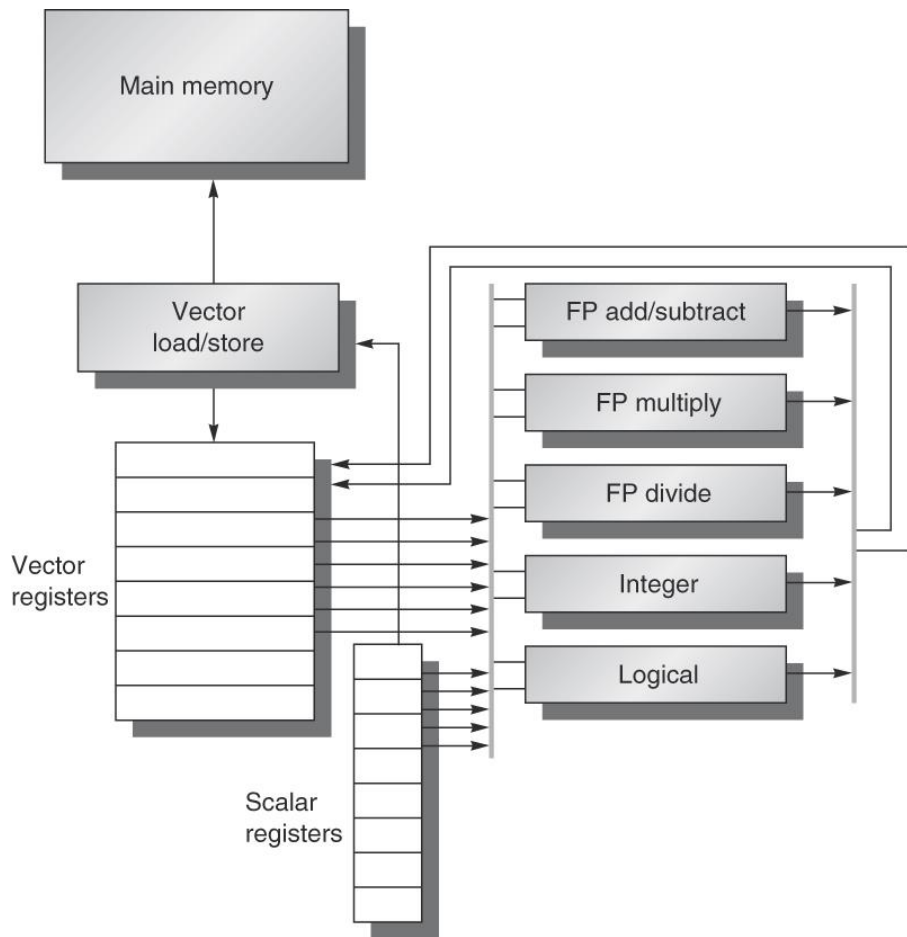 Main memory
Vector
load/store
FP add/subtract
FP multiply
FP divide
Integer
Logical
Vector
registers
Scalar
registers